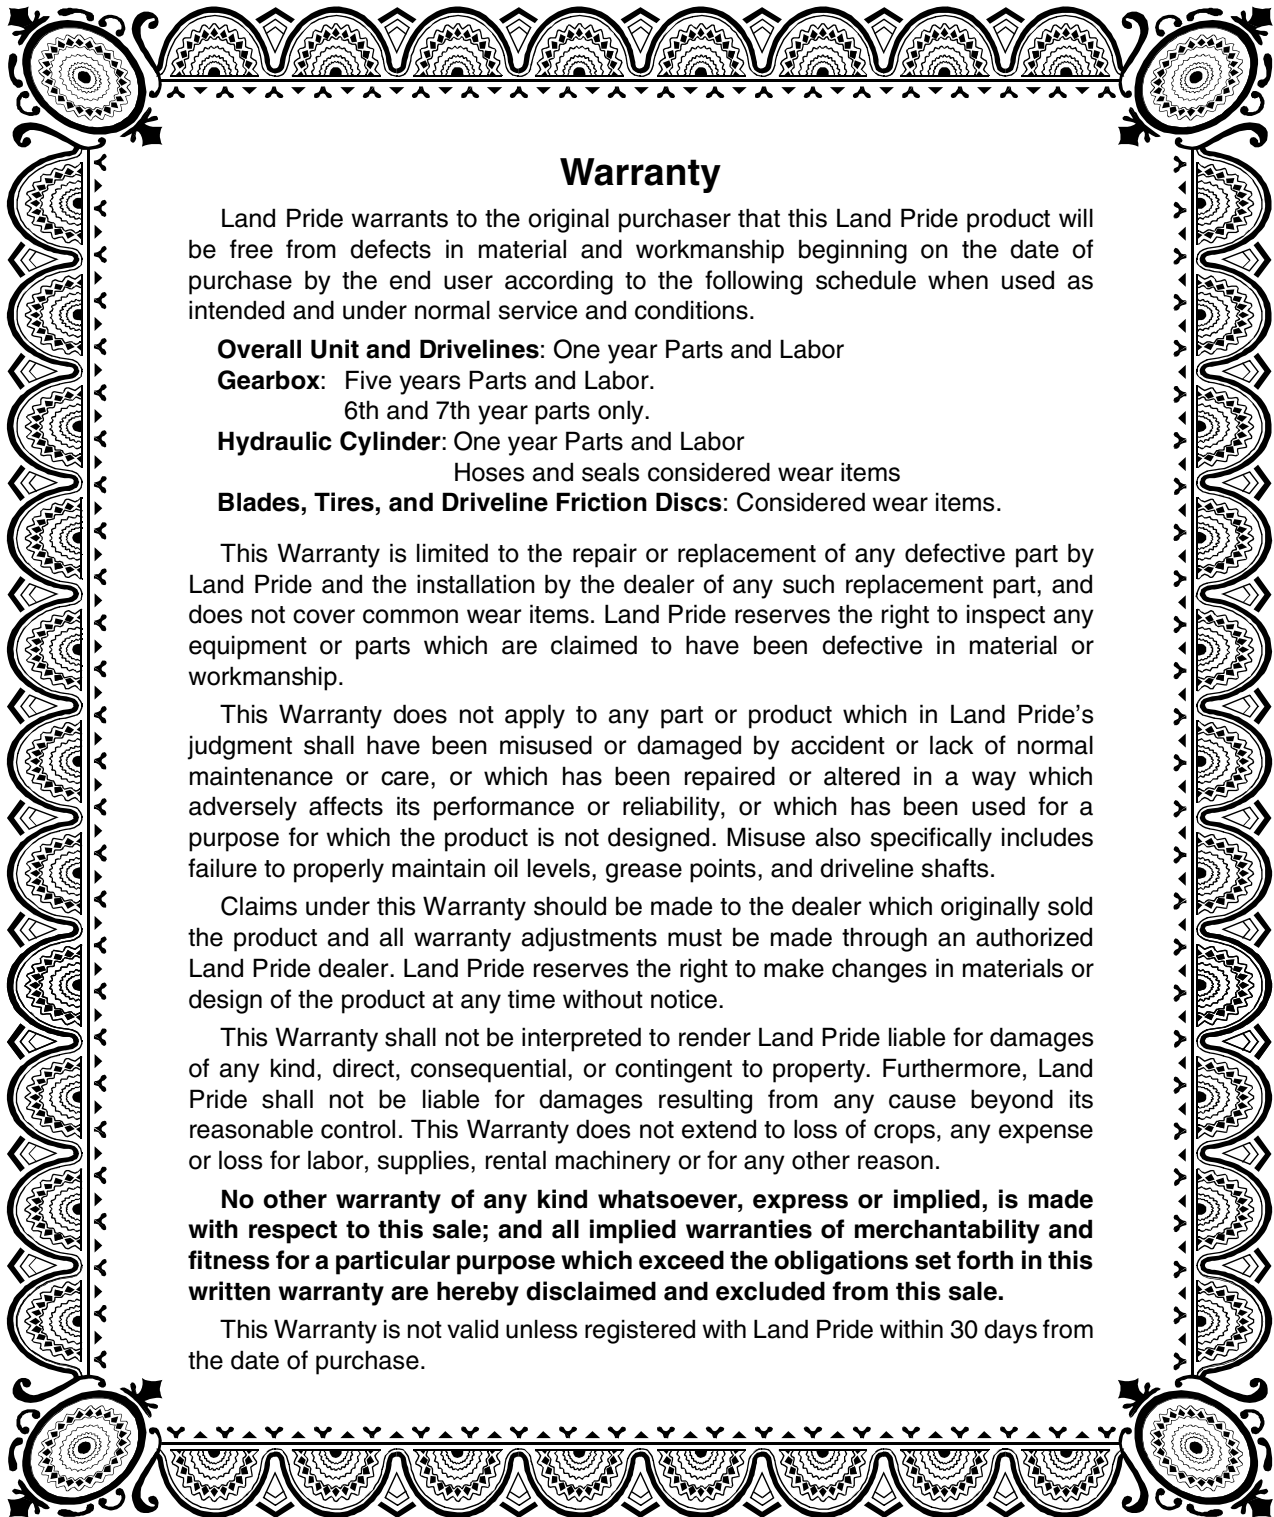 Warranty
Land Pride warrants to the original purchaser that this Land Pride product will
be free from defects in material and workmanship beginning on the date of
purchase by the end user according to the following schedule when used as
intended and under normal service and conditions.
Overall Unit and Drivelines: One year Parts and Labor
Gearbox: Five years Parts and Labor.
6th and 7th year parts only.
Hydraulic Cylinder: One year Parts and Labor
Hoses and seals considered wear items
Blades, Tires, and Driveline Friction Discs: Considered wear items.
This Warranty is limited to the repair or replacement of any defective part by
Land Pride and the installation by the dealer of any such replacement part, and
does not cover common wear items. Land Pride reserves the right to inspect any
equipment or parts which are claimed to have been defective in material or
workmanship.
This Warranty does not apply to any part or product which in Land Pride’s
judgment shall have been misused or damaged by accident or lack of normal
maintenance or care, or which has been repaired or altered in a way which
adversely affects its performance or reliability, or which has been used for a
purpose for which the product is not designed. Misuse also specifically includes
failure to properly maintain oil levels, grease points, and driveline shafts.
Claims under this Warranty should be made to the dealer which originally sold
the product and all warranty adjustments must be made through an authorized
Land Pride dealer. Land Pride reserves the right to make changes in materials or
design of the product at any time without notice.
This Warranty shall not be interpreted to render Land Pride liable for damages
of any kind, direct, consequential, or contingent to property. Furthermore, Land
Pride shall not be liable for damages resulting from any cause beyond its
reasonable control. This Warranty does not extend to loss of crops, any expense
or loss for labor, supplies, rental machinery or for any other reason.
No other warranty of any kind whatsoever, express or implied, is made
with respect to this sale; and all implied warranties of merchantability and
fitness for a particular purpose which exceed the obligations set forth in this
written warranty are hereby disclaimed and excluded from this sale.
This Warranty is not valid unless registered with Land Pride within 30 days from
the date of purchase.